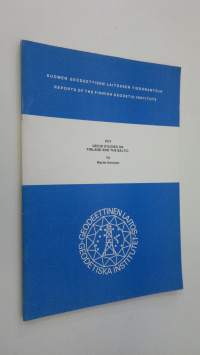 SUOMEN GEODEETTISEN LAITOKSEN TIEDONANTOJA
REPORTS OF THE FINNISH GEODETIC INSTITUTE
GEOID STUDIES ON
FINLAND AND THE BALTIC
by
GEODEETTINEN LAITOS
GEODETISKA INSTITUTET